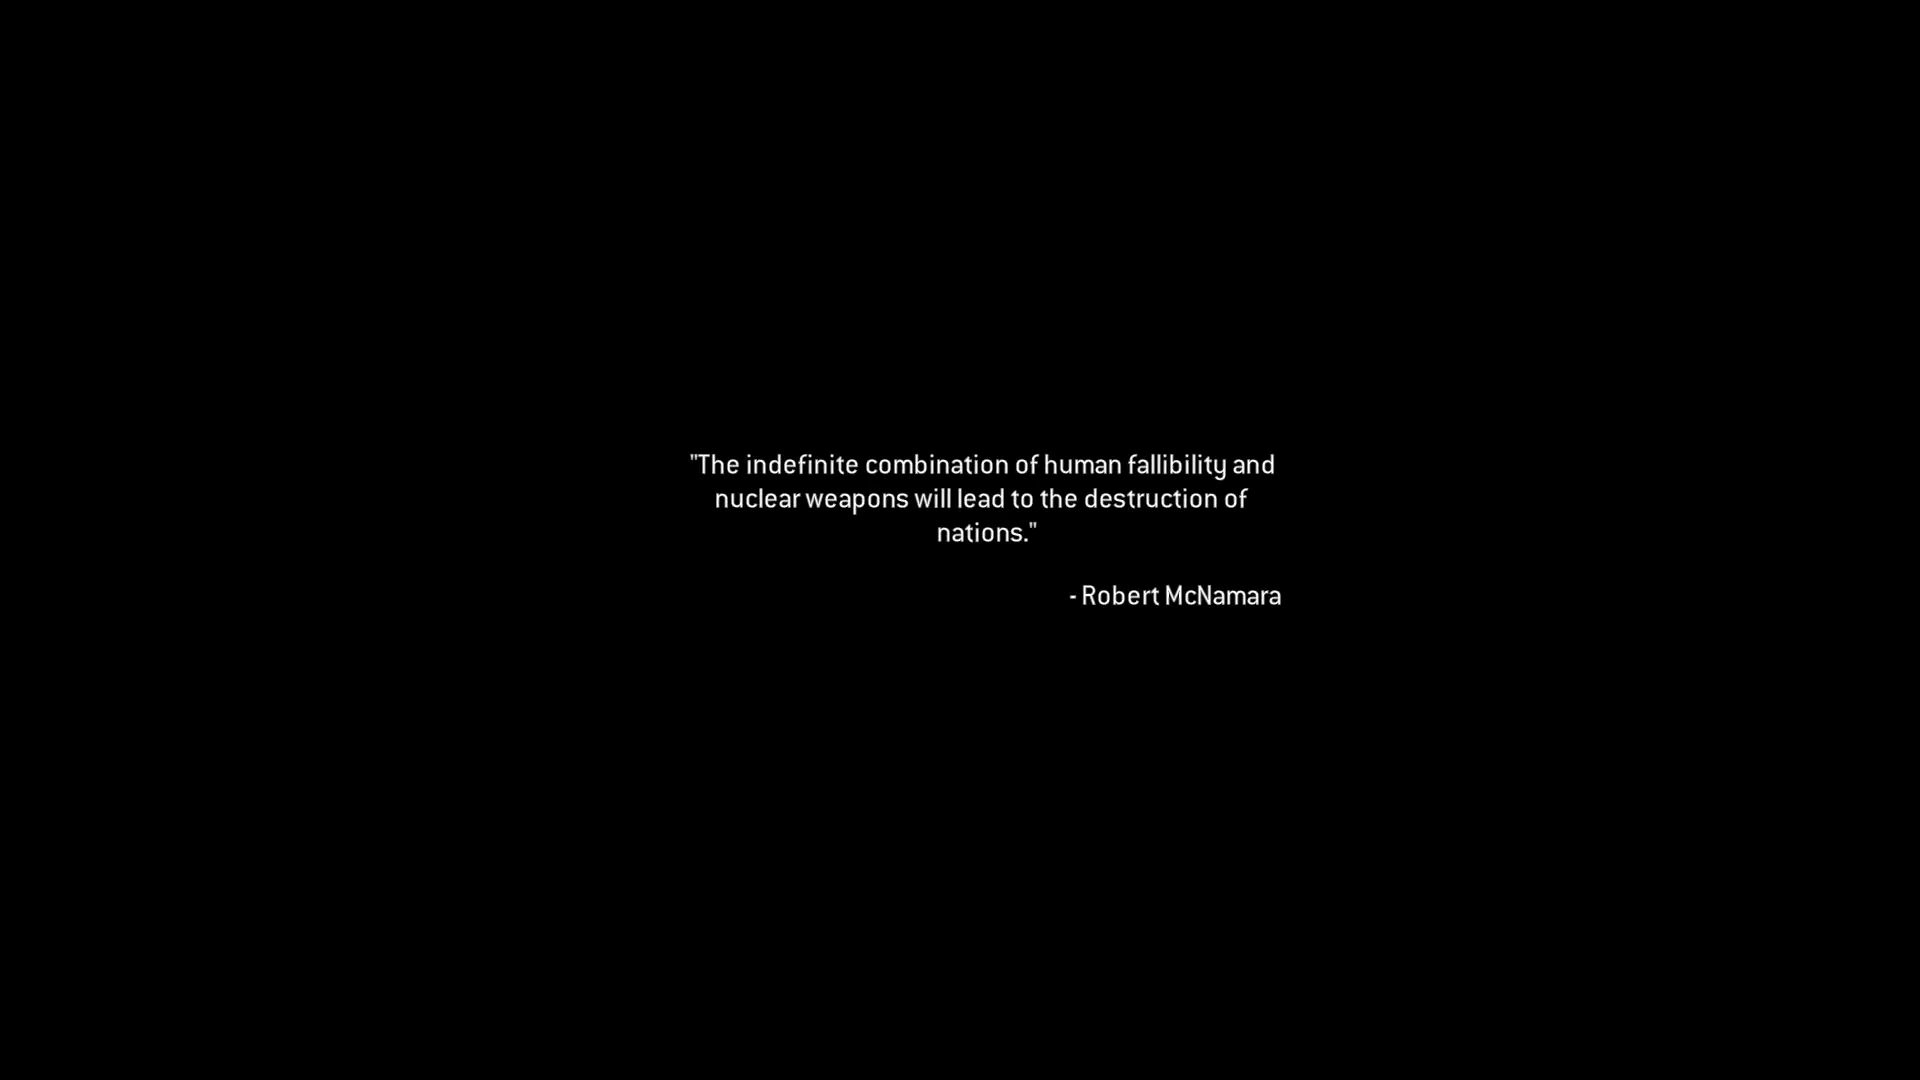 "The indefinite combination of human fallibility and
nuclear weapons will lead to the destruction of
nations."
- Robert McNamara